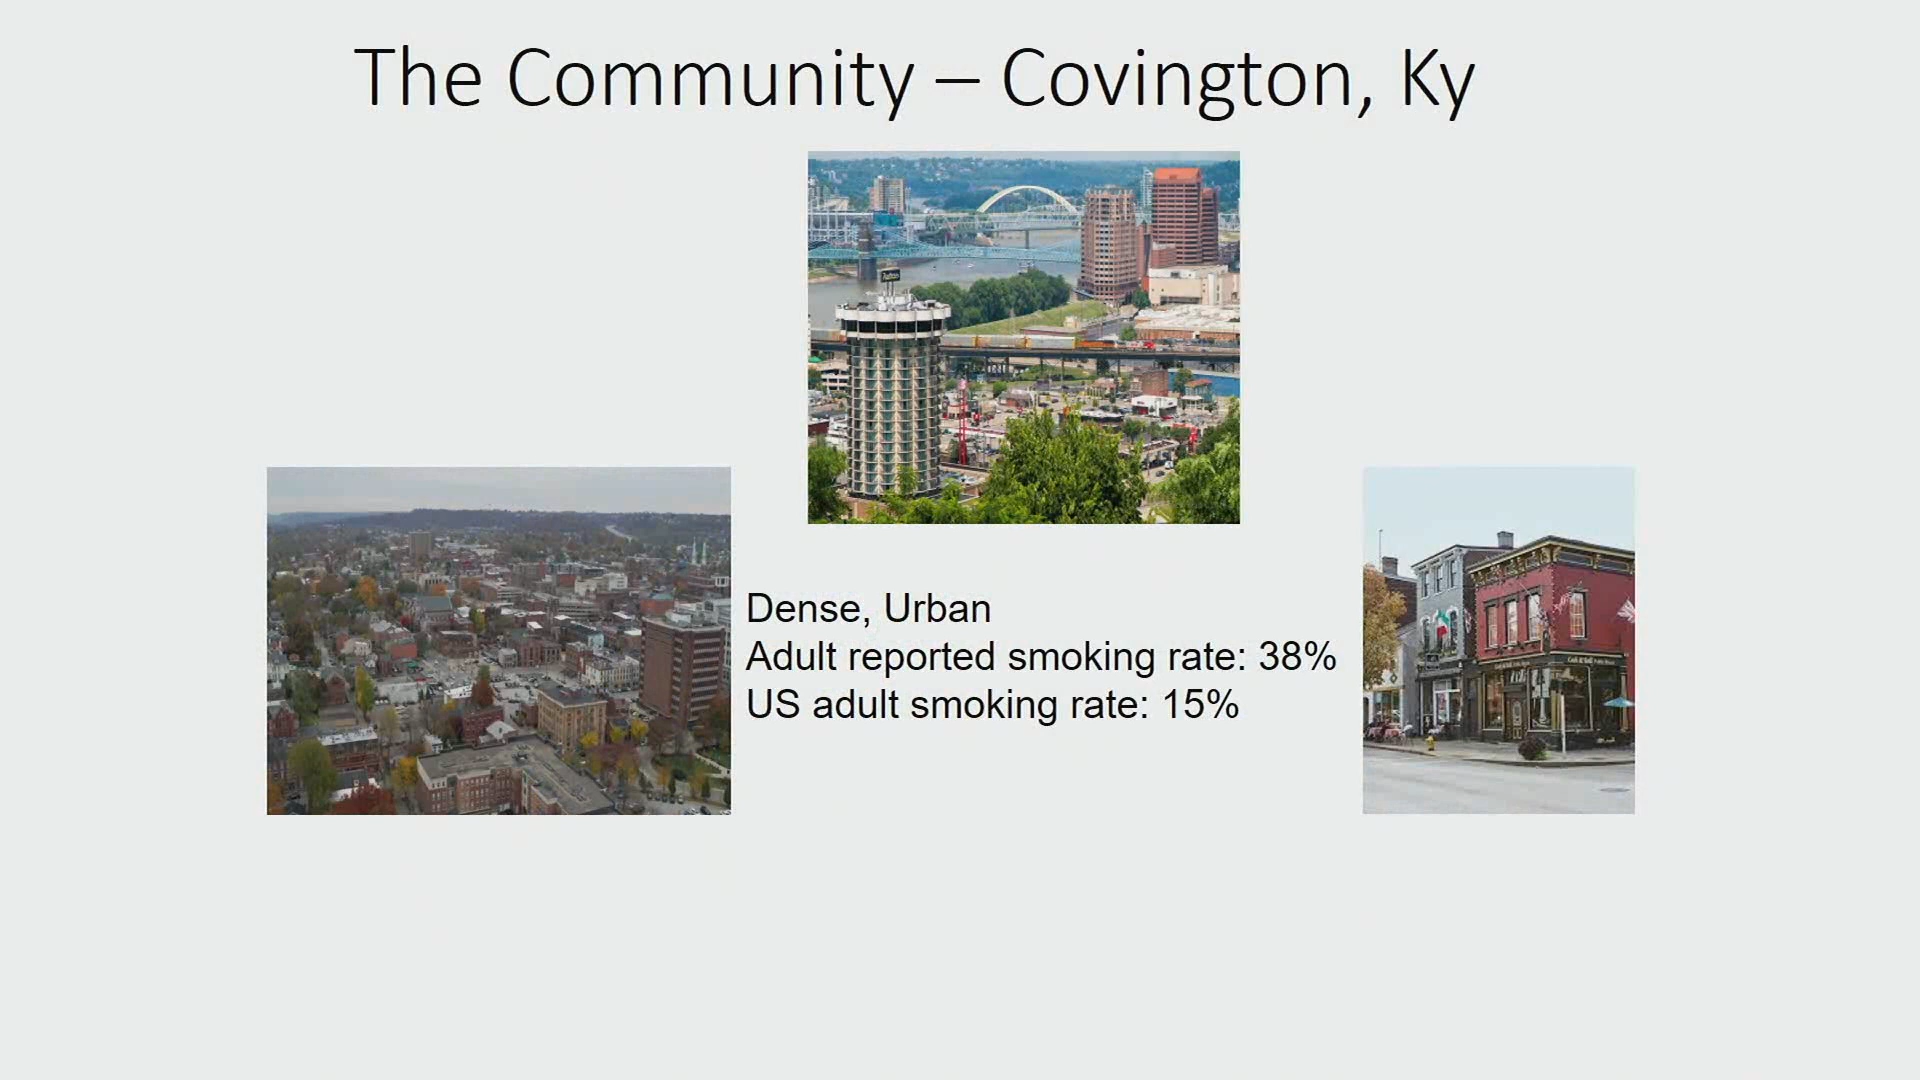 The Community – Covington, Ky
Dense, Urban
Adult reported smoking rate: 38%
US adult smoking rate: 15%